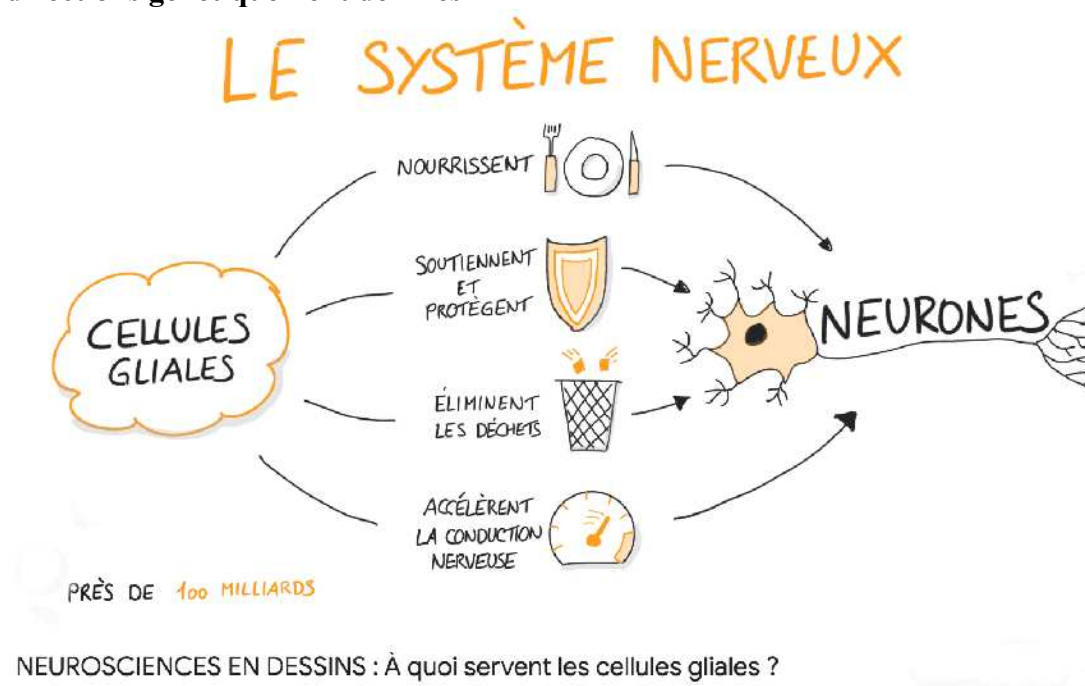 LE SYSTÈME NERVEUX
NOURRISSENT
SOUTIENNENT
ET
PROTÈGENT
CELLULES
GLIALES
NEURONES
ÉLIMINENT
LES DÉCHETS
ACCÉLÈRENT
LA CONDUCTION
NERVEUSE
PRÈS DE 100 MILLIARDS
NEUROSCIENCES EN DESSINS : À quoi servent les cellules gliales ?